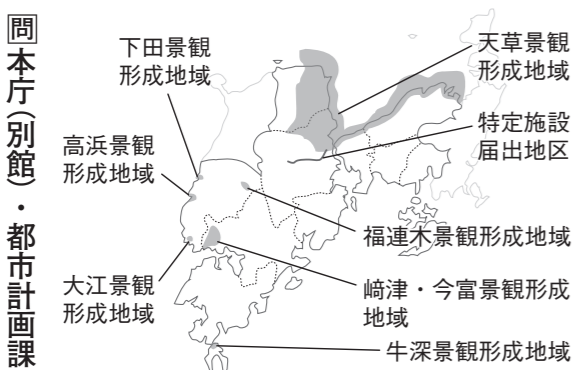 問本庁(別館)・都市計画課
下田景観
形成地域
高浜景観
形成地域
大江景観
形成地域
天草景観
形成地域
特定施設
届出地区
福連木景観形成地域
﨑津・今富景観形成
地域
牛深景観形成地域